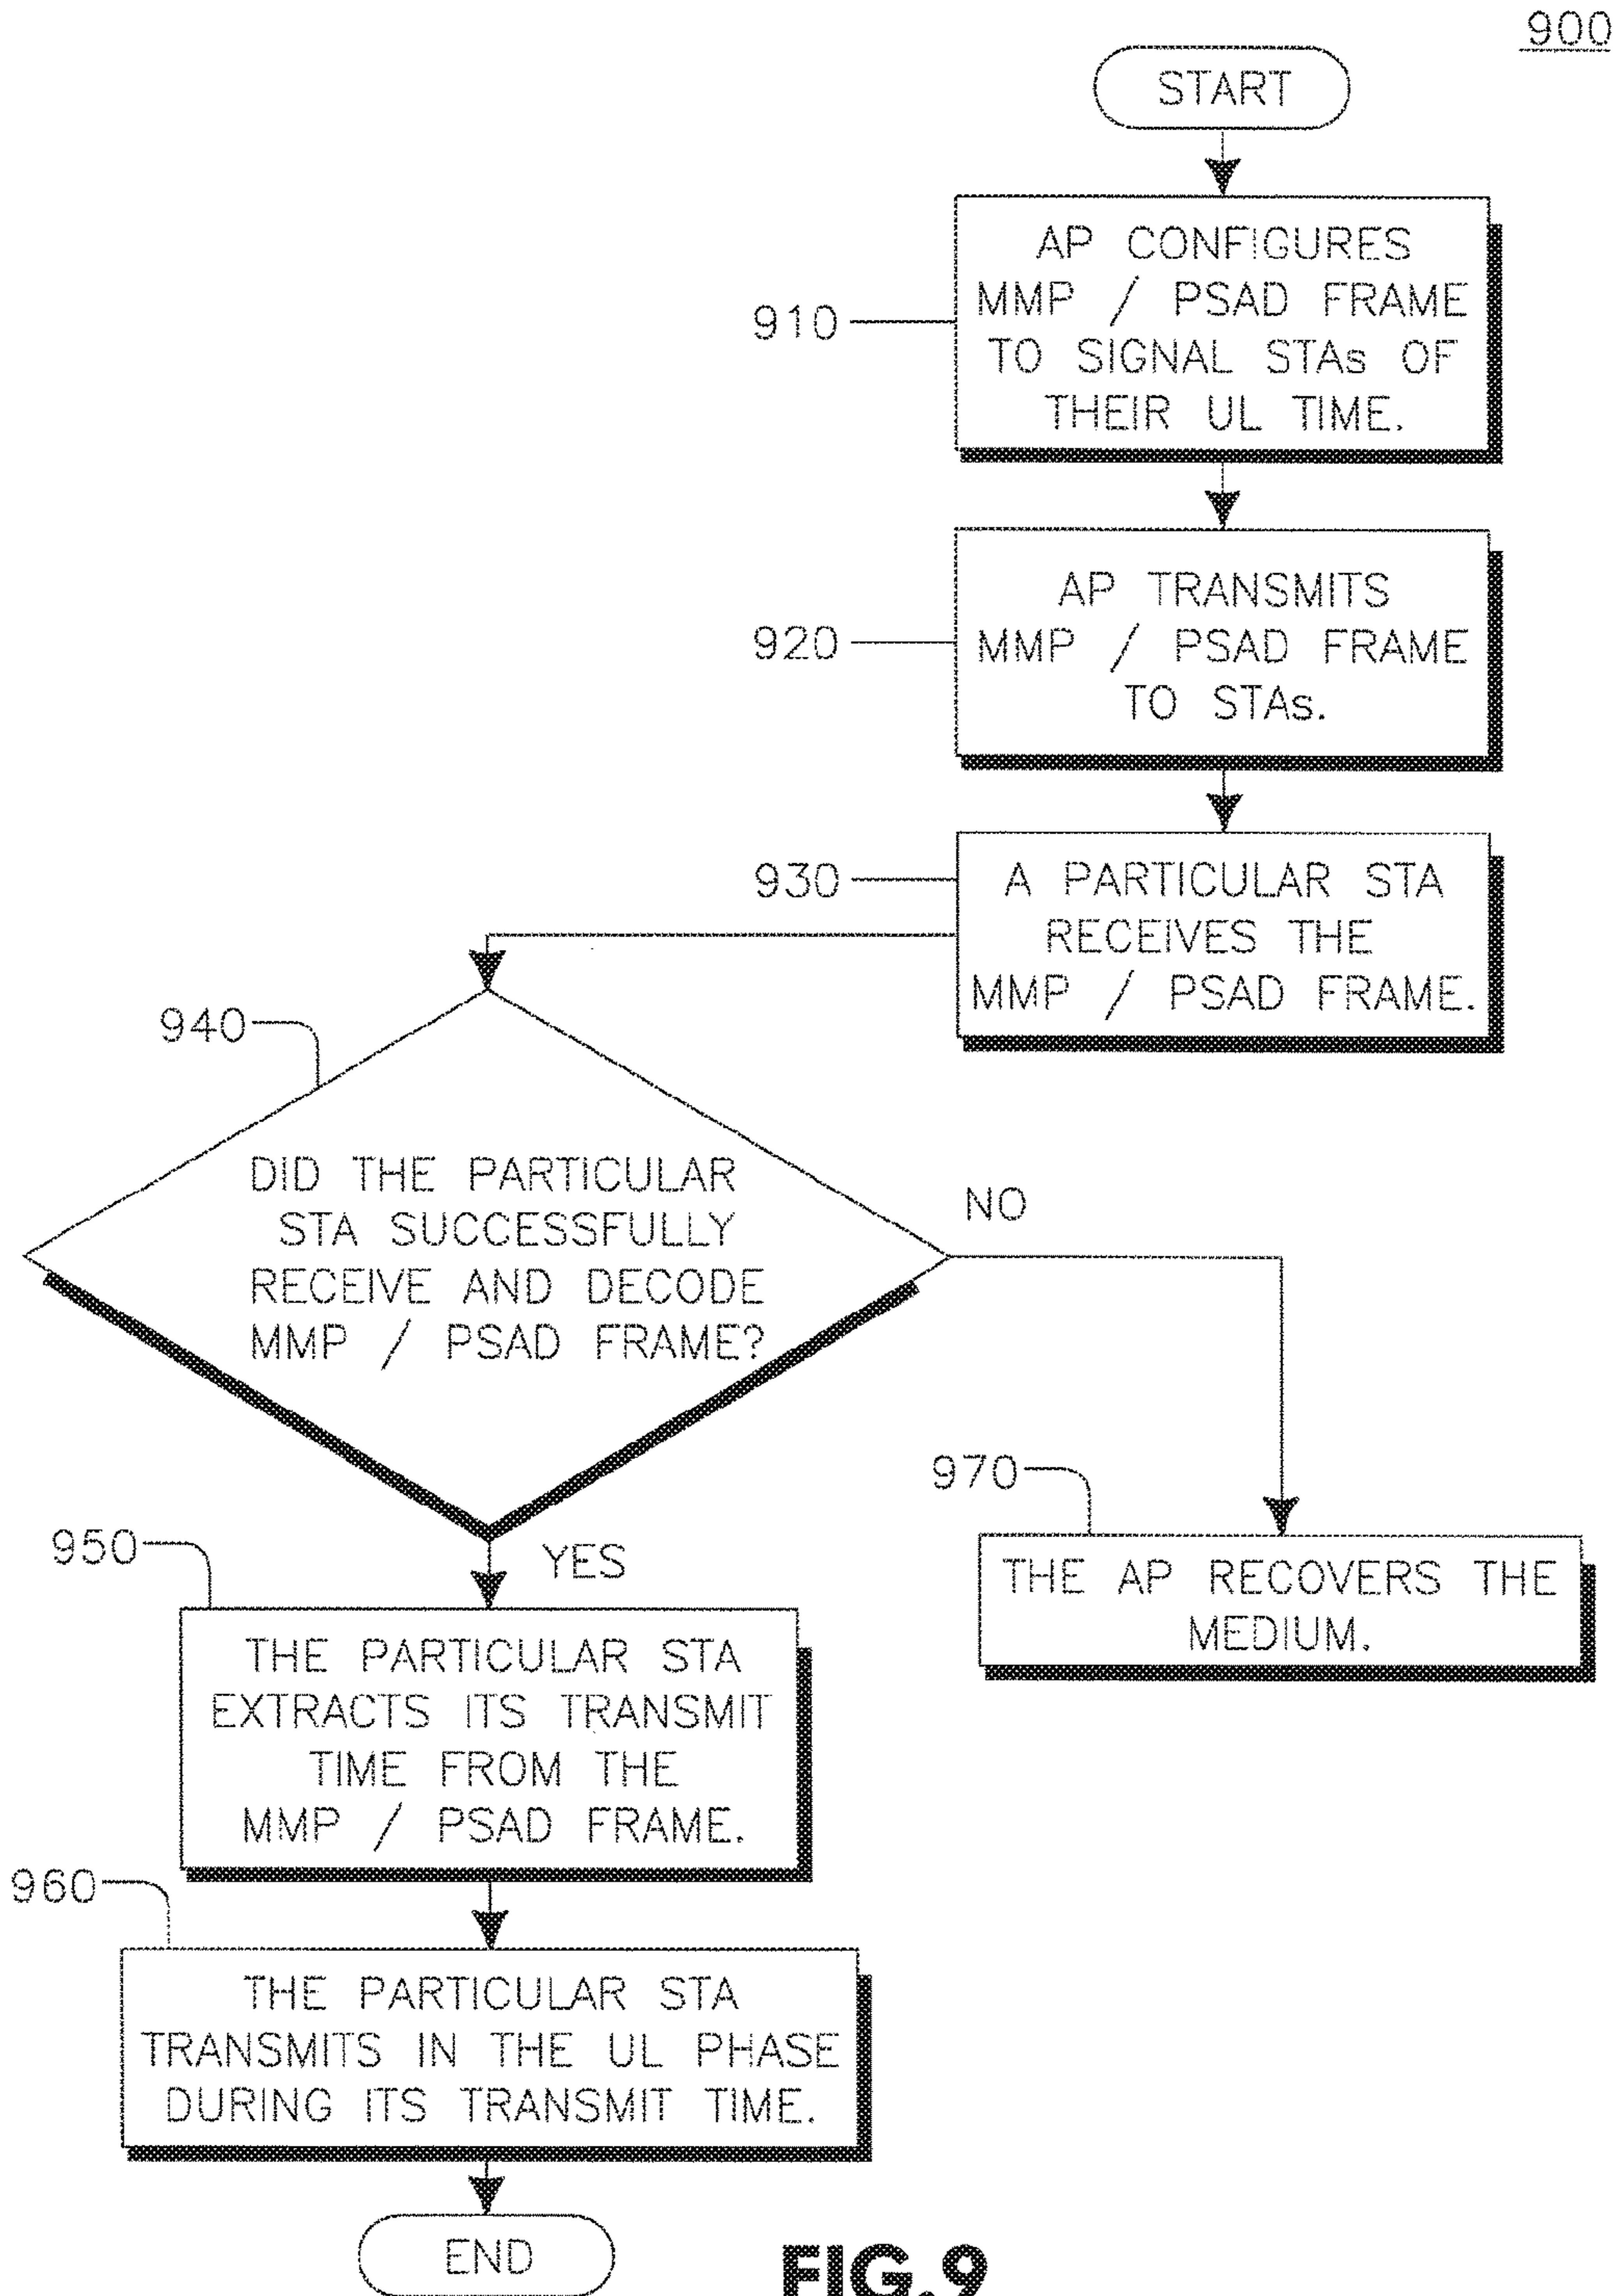 900
START
910
AP CONFIGURES
MMP / PSAD FRAME
TO SIGNAL STAs OF
THEIR UL TIME.
920
AP TRANSMITS
MMP / PSAD FRAME
TO STAs.
930
A PARTICULAR STA
RECEIVES THE
MMP / PSAD FRAME.
940
DID THE PARTICULAR
STA SUCCESSFULLY
RECEIVE AND DECODE
MMP / PSAD FRAME?
NO
970
THE AP RECOVERS THE
MEDIUM.
YES
950
THE PARTICULAR STA
EXTRACTS ITS TRANSMIT
TIME FROM THE
MMP / PSAD FRAME.
960
THE PARTICULAR STA
TRANSMITS IN THE UL PHASE
DURING ITS TRANSMIT TIME.
END
FIG.9